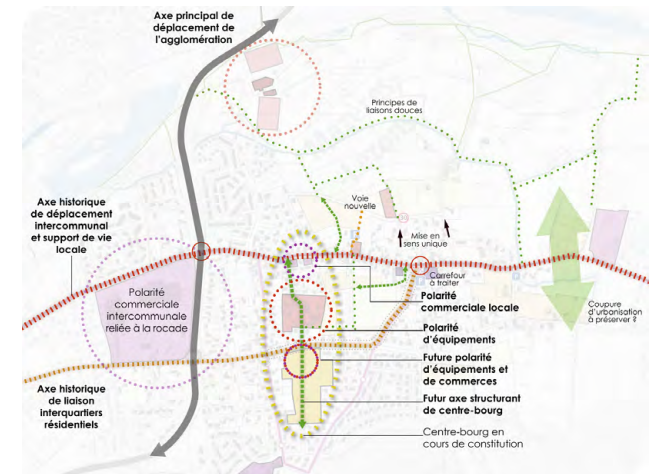 Axe principal de
déplacement de
l'agglomération
Principes de
liaisons douces
Axe historique
de déplacement
intercommunal
et support de vie
locale
Voie
nouvelle
Mise en
sens unique
Polarité
commerciale
intercommunale
reliée à la rocade
Carrefour
à traiter
Polarité
commerciale locale
Coupure
d'urbonisation
à préserver ?
Polarité
d'équipements
Future polarité
d'équipements et
de commerces
Axe historique
de liaison
interquartiers
résidentiels
Futur axe structurant
de centre-bourg
Centre-bourg en
cours de constitution